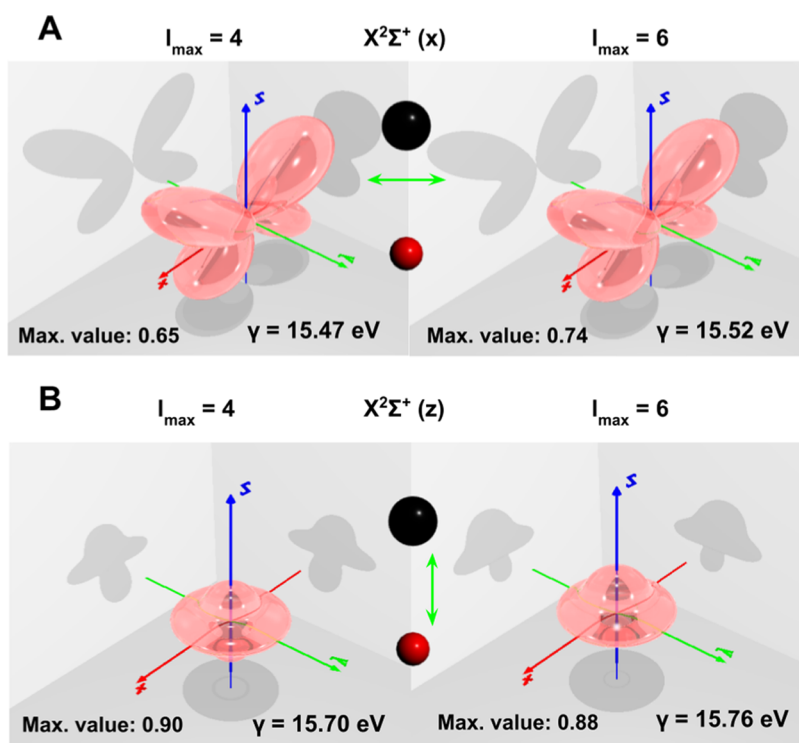 A
lmax = 4 X²Σ⁺ (x) lmax = 6
z z
x y x y
Max. value: 0.65 γ = 15.47 eV Max. value: 0.74 γ = 15.52 eV
B
lmax = 4 X²Σ⁺ (z) lmax = 6
z z
x y x y
Max. value: 0.90 γ = 15.70 eV Max. value: 0.88 γ = 15.76 eV